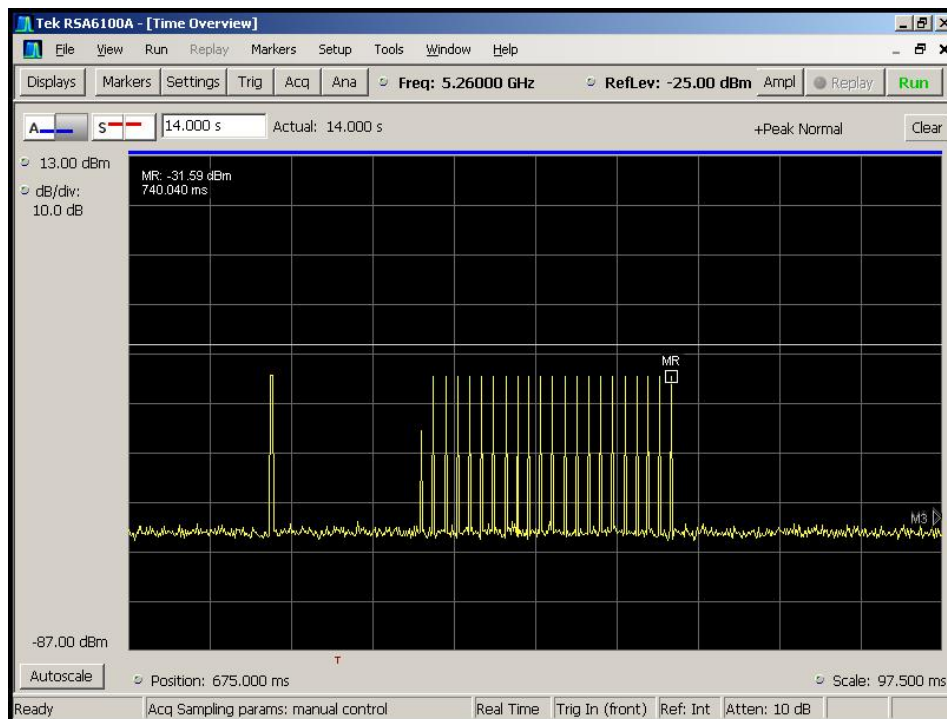 Tek RSA6100A - [Time Overview]
File View Run Replay Markers Setup Tools Window Help
Displays Markers Settings Trig Acq Ana Freq: 5.26000 GHz RefLev: -25.00 dBm Ampl Replay Run
A S 14.000 s Actual: 14.000 s +Peak Normal Clear
13.00 dBm
dB/div:
10.0 dB
MR: -31.59 dBm
740.040 ms
MR
M3
-87.00 dBm
T
Autoscale Position: 675.000 ms Scale: 97.500 ms
Ready Acq Sampling params: manual control Real Time Trig In (front) Ref: Int Atten: 10 dB